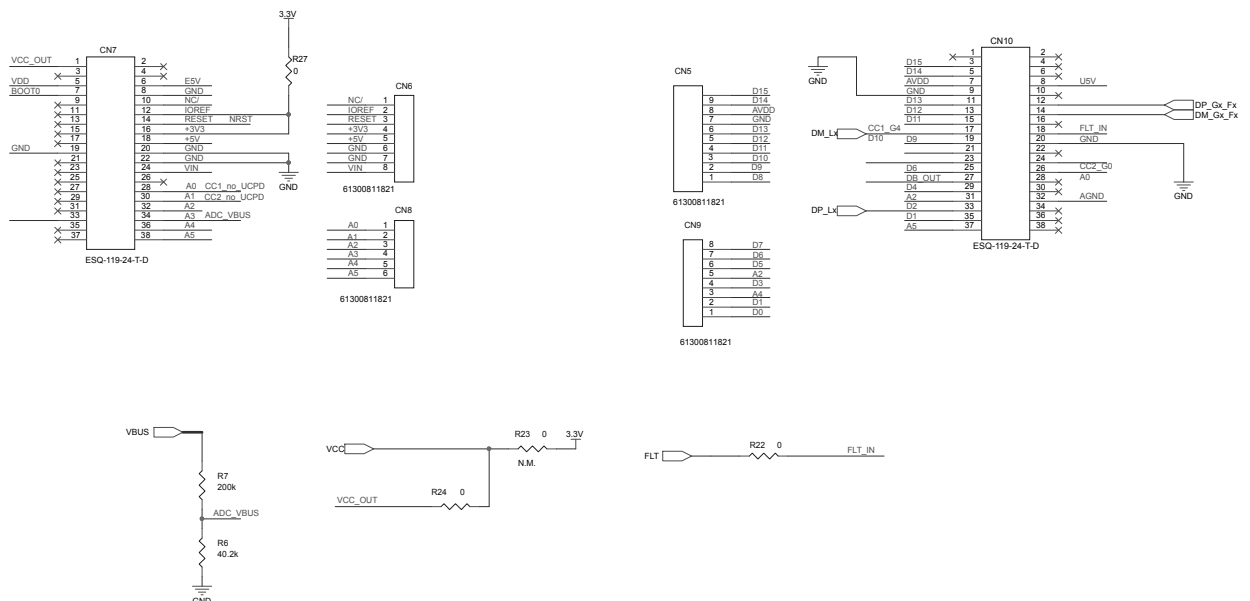 3.3V
R27
0
CN7
VCC_OUT 1 2
3 4
VDD 5 6 E5V
BOOT0 7 8 GND
9 10 NC/
11 12 IOREF
13 14 RESET NRST
15 16 +3V3
17 18 +5V
GND 19 20 GND
21 22 GND
23 24 VIN
25 26
27 28 A0 CC1_no_UCPD
29 30 A1 CC2_no_UCPD
31 32 A2
33 34 A3 ADC_VBUS
35 36 A4
37 38 A5
ESQ-119-24-T-D
GND
CN6
NC/ 1
IOREF 2
RESET 3
+3V3 4
+5V 5
GND 6
GND 7
VIN 8
61300811821
CN8
A0 1
A1 2
A2 3
A3 4
A4 5
A5 6
61300811821
CN5
D15
9 D14
8 AVDD
7 GND
6 D13
5 D12
4 D11
3 D10
2 D9
1 D8
61300811821
CN9
8 D7
7 D6
6 D5
5 A2
4 D3
3 A4
2 D1
1 D0
61300811821
CN10
1 2
D15 3 4
D14 5 6
AVDD 7 8 U5V
GND 9 10
D13 11 12 DP_Gx_Fx
D12 13 14 DM_Gx_Fx
D11 15 16
DM_Lx CC1_G4 D10 17 18 FLT_IN
D9 19 20 GND
21 22
23 24 CC2_G0
D6 25 26
DB_OUT 27 28 A0
D4 29 30
A2 31 32 AGND
DP_Lx D2 33 34
D1 35 36
A5 37 38
ESQ-119-24-T-D
GND
GND
VBUS
R7
200k
ADC_VBUS
R6
40.2k
GND
VCC
R23 0 3.3V
N.M.
VCC_OUT
R24 0
FLT
R22 0
FLT_IN